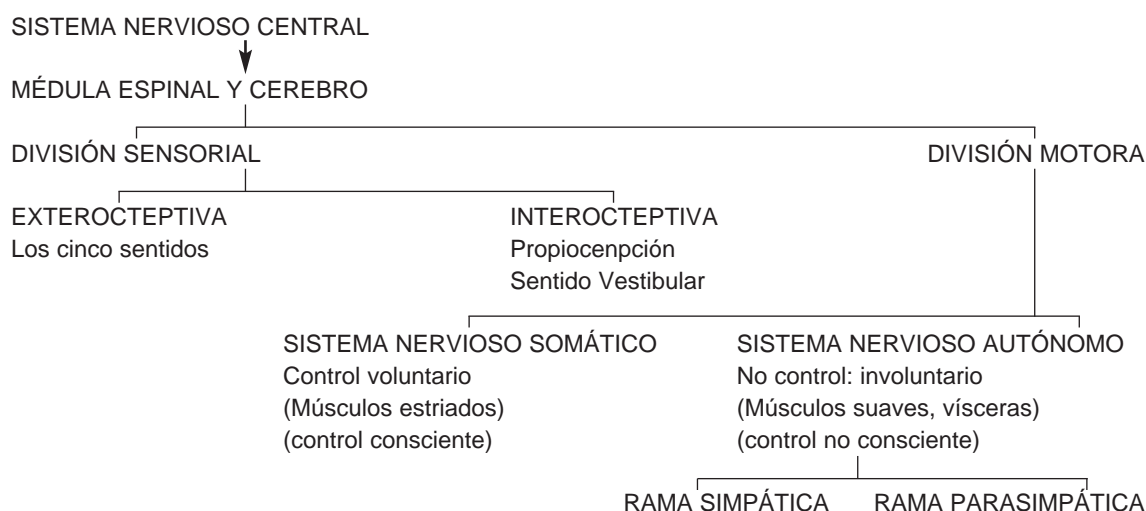 SISTEMA NERVIOSO CENTRAL
MÉDULA ESPINAL Y CEREBRO
DIVISIÓN SENSORIAL
DIVISIÓN MOTORA
EXTEROCTEPTIVA
Los cinco sentidos
INTEROCTEPTIVA
Propiocenpción
Sentido Vestibular
SISTEMA NERVIOSO SOMÁTICO
Control voluntario
(Músculos estriados)
(control consciente)
SISTEMA NERVIOSO AUTÓNOMO
No control: involuntario
(Músculos suaves, vísceras)
(control no consciente)
RAMA SIMPÁTICA
RAMA PARASIMPÁTICA